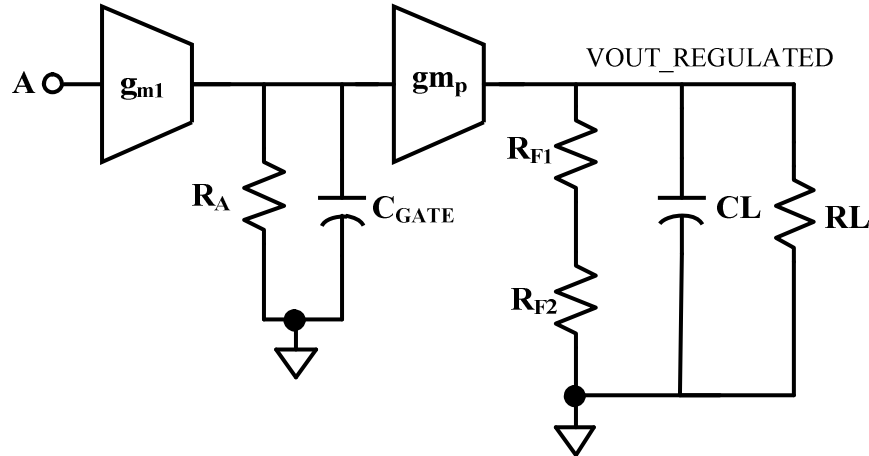 VOUT_REGULATED
A
gm1
gmp
RF1
RA
CGATE
CL
RL
RF2